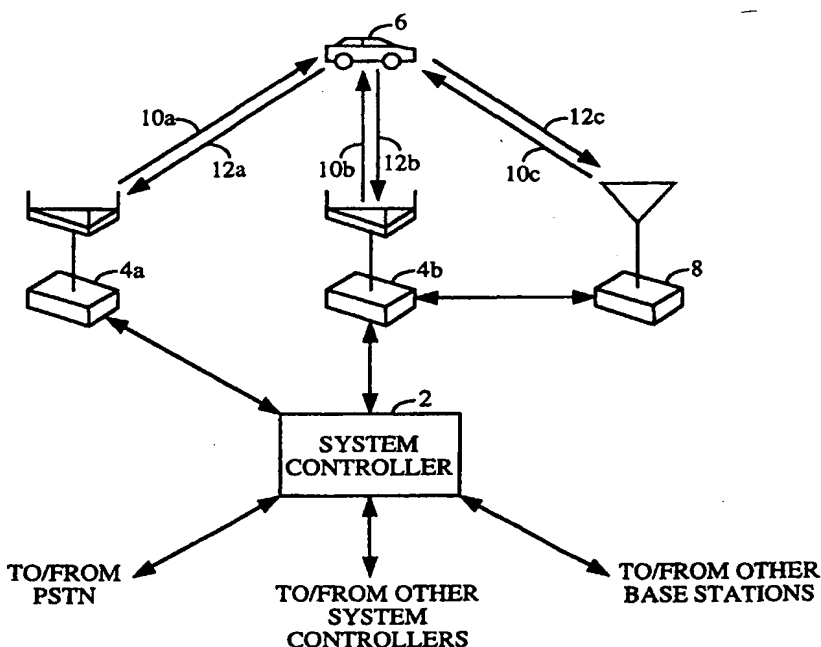 6
10a
12a
10b
12b
12c
10c
4a
4b
8
2
SYSTEM
CONTROLLER
TO/FROM
PSTN
TO/FROM OTHER
SYSTEM
CONTROLLERS
TO/FROM OTHER
BASE STATIONS